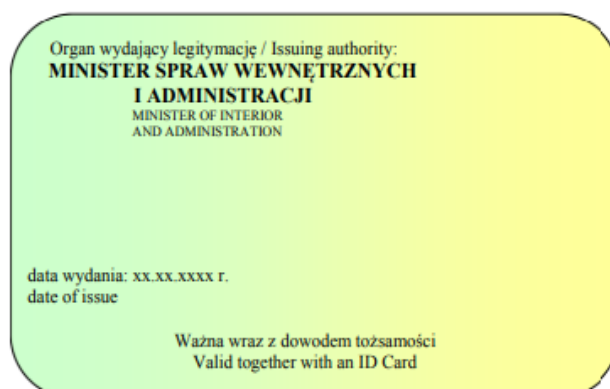 Organ wydający legitymację / Issuing authority:
MINISTER SPRAW WEWNĘTRZNYCH
I ADMINISTRACJI
MINISTER OF INTERIOR
AND ADMINISTRATION
data wydania: xx.xx.xxxx r.
date of issue
Ważna wraz z dowodem tożsamości
Valid together with an ID Card